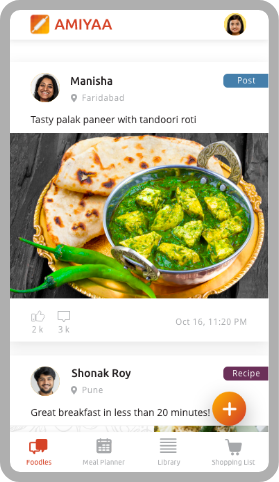 AMIYAA
Manisha
Post
Faridabad
Tasty palak paneer with tandoori roti
2 k
3 k
Oct 16, 11:20 PM
Shonak Roy
Recipe
Pune
Great breakfast in less than 20 minutes!
+
Foodles
Meal Planner
Library
Shopping List